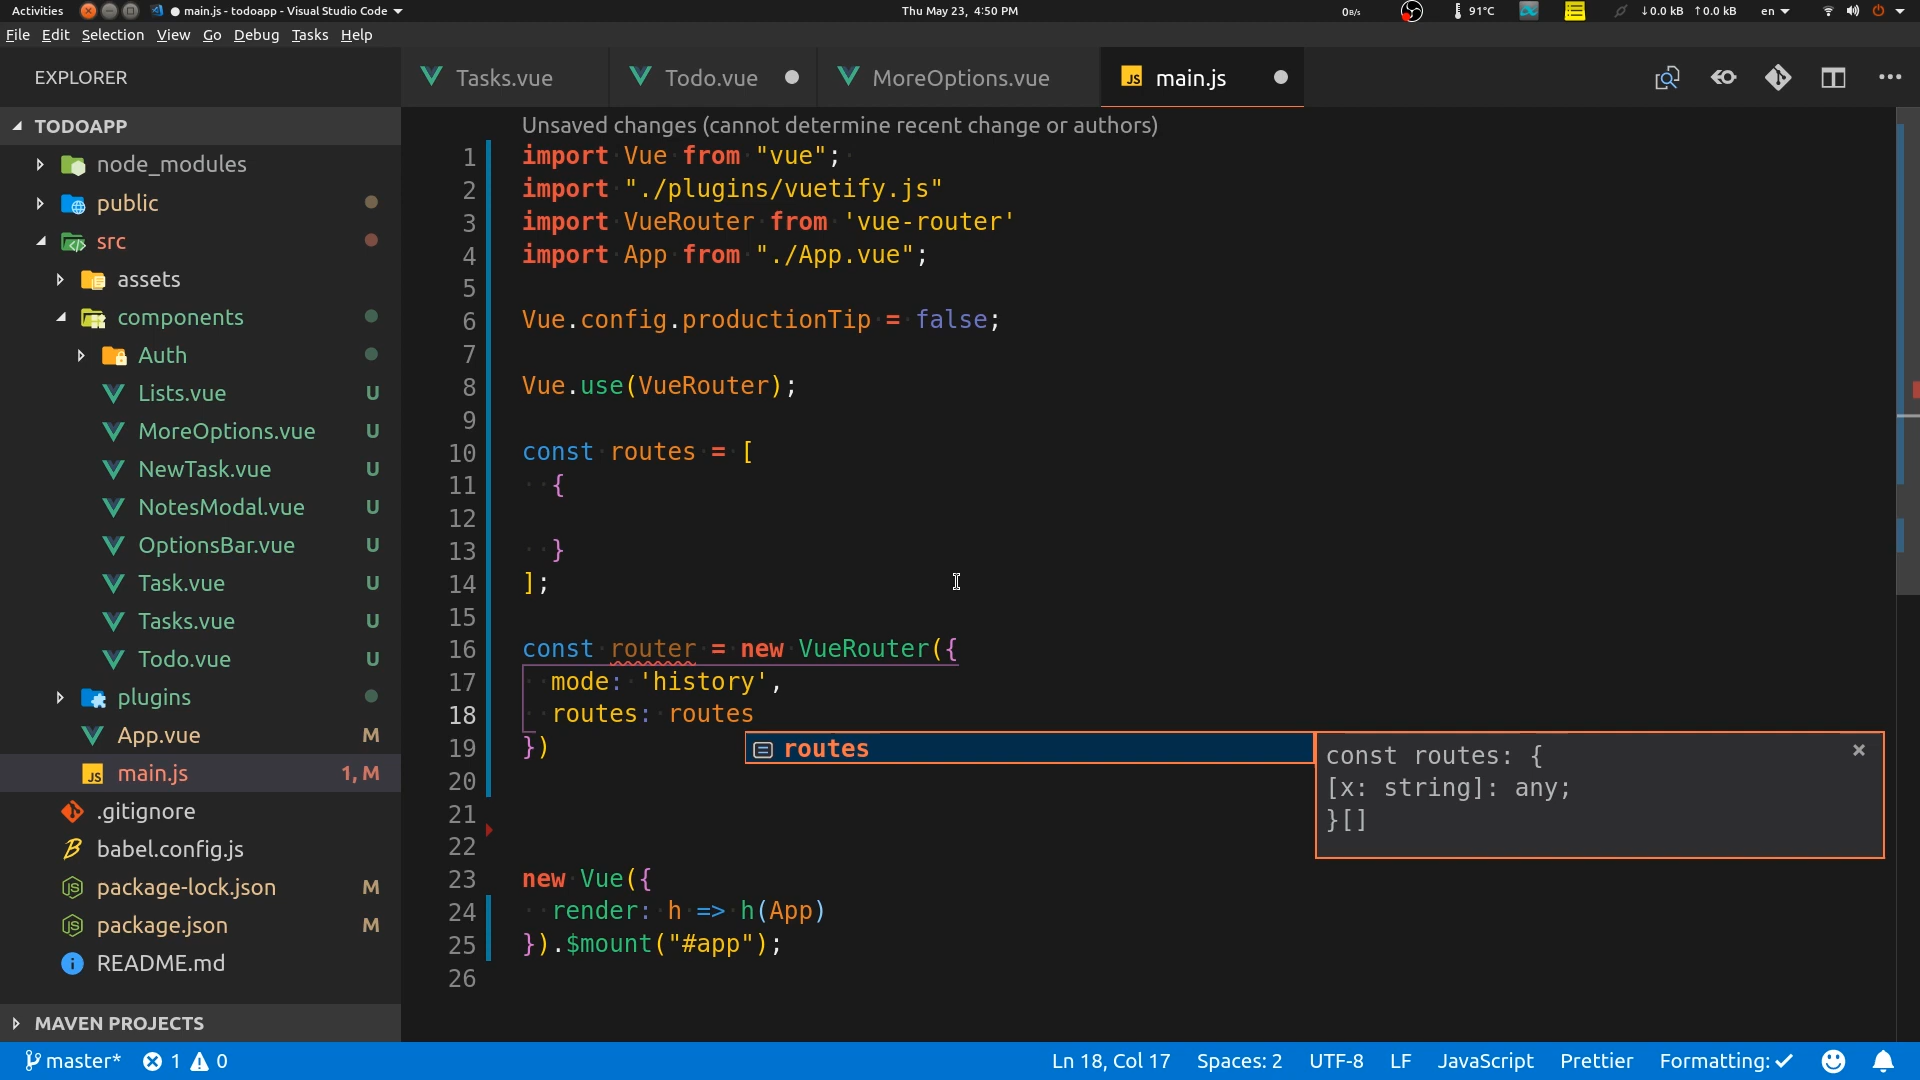 Activities
main.js - todoapp - Visual Studio Code
Thu May 23, 4:50 PM
0B/s
91°C
↓0.0 kB ↑0.0 kB
en
File Edit Selection View Go Debug Tasks Help
EXPLORER
Tasks.vue
Todo.vue
MoreOptions.vue
JS main.js
TODOAPP
node_modules
public
src
assets
components
Auth
Lists.vue U
MoreOptions.vue U
NewTask.vue U
NotesModal.vue U
OptionsBar.vue U
Task.vue U
Tasks.vue U
Todo.vue U
plugins
App.vue M
JS main.js 1, M
.gitignore
babel.config.js
package-lock.json M
package.json M
README.md
MAVEN PROJECTS
Unsaved changes (cannot determine recent change or authors)
1 import Vue from "vue";
2 import "./plugins/vuetify.js"
3 import VueRouter from 'vue-router'
4 import App from "./App.vue";
5
6 Vue.config.productionTip = false;
7
8 Vue.use(VueRouter);
9
10 const routes = [
11 {
12
13 }
14 ];
15
16 const router = new VueRouter({
17 mode: 'history',
18 routes: routes
19 })
20
21
22
23 new Vue({
24 render: h => h(App)
25 }).$mount("#app");
26
routes
const routes: {
[x: string]: any;
}[]
master* 1 0
Ln 18, Col 17 Spaces: 2 UTF-8 LF JavaScript Prettier Formatting: ✓